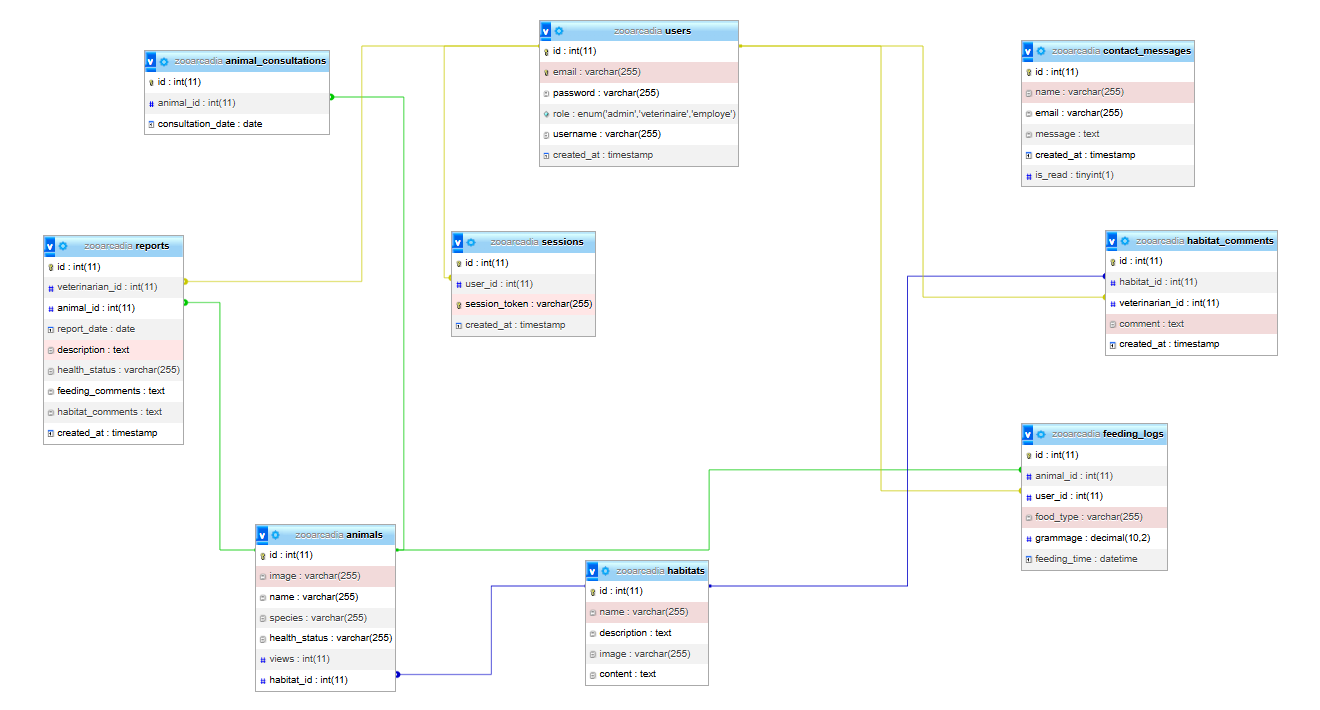 zooarcadia users
id : int(11)
email : varchar(255)
password : varchar(255)
role : enum('admin','veterinaire','employe')
username : varchar(255)
created_at : timestamp
zooarcadia animal_consultations
id : int(11)
animal_id : int(11)
consultation_date : date
zooarcadia contact_messages
id : int(11)
name : varchar(255)
email : varchar(255)
message : text
created_at : timestamp
is_read : tinyint(1)
zooarcadia reports
id : int(11)
veterinarian_id : int(11)
animal_id : int(11)
report_date : date
description : text
health_status : varchar(255)
feeding_comments : text
habitat_comments : text
created_at : timestamp
zooarcadia sessions
id : int(11)
user_id : int(11)
session_token : varchar(255)
created_at : timestamp
zooarcadia habitat_comments
id : int(11)
habitat_id : int(11)
veterinarian_id : int(11)
comment : text
created_at : timestamp
zooarcadia feeding_logs
id : int(11)
animal_id : int(11)
user_id : int(11)
food_type : varchar(255)
grammage : decimal(10,2)
feeding_time : datetime
zooarcadia animals
id : int(11)
image : varchar(255)
name : varchar(255)
species : varchar(255)
health_status : varchar(255)
views : int(11)
habitat_id : int(11)
zooarcadia habitats
id : int(11)
name : varchar(255)
description : text
image : varchar(255)
content : text